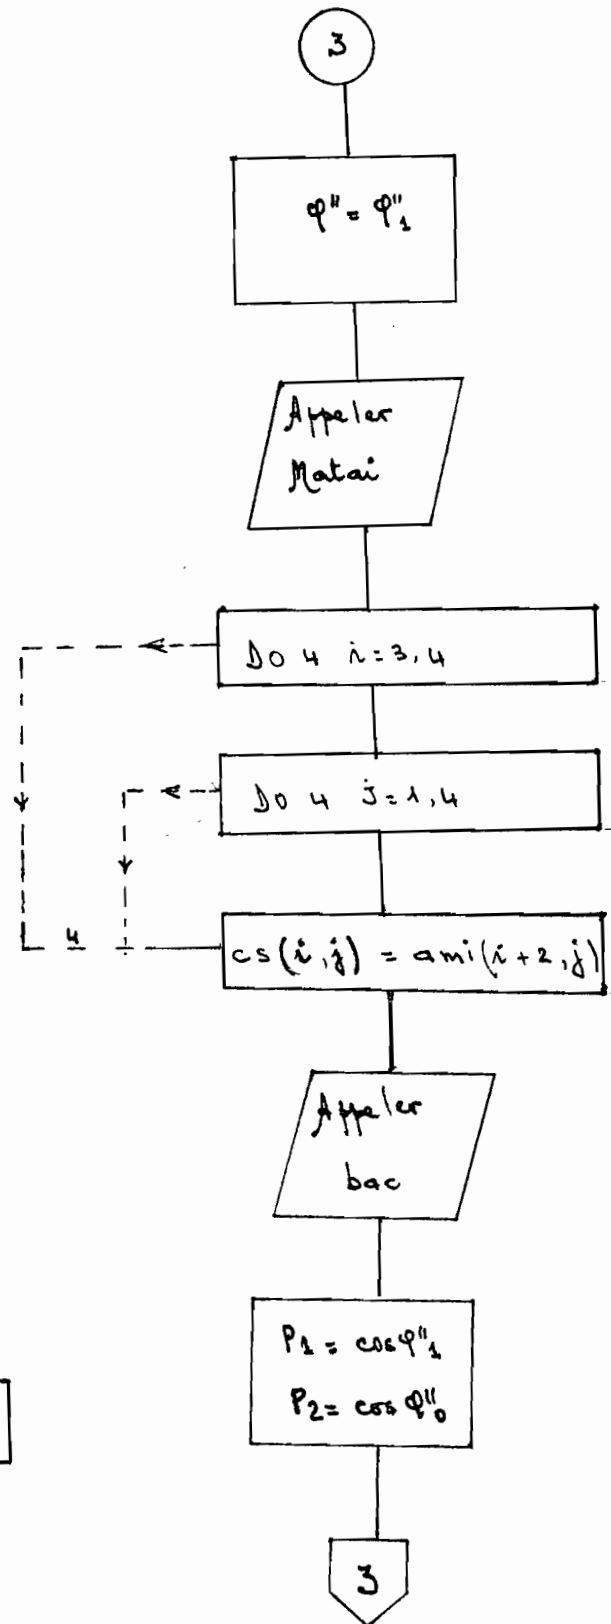 3
φ" = φ"₁
Appeler
Matai
DO 4 i = 3, 4
DO 4 j = 1, 4
4
cs(i,j) = ami(i+2,j)
Appeler
bac
P₁ = cosφ"₁
P₂ = cos φ"₀
3